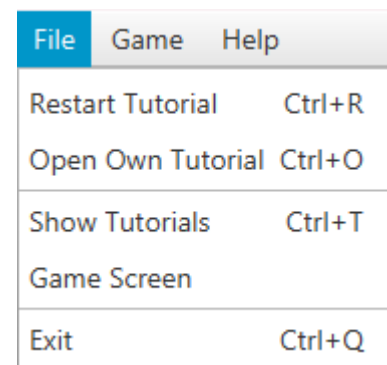 File Game Help
Restart Tutorial Ctrl+R
Open Own Tutorial Ctrl+O
Show Tutorials Ctrl+T
Game Screen
Exit Ctrl+Q